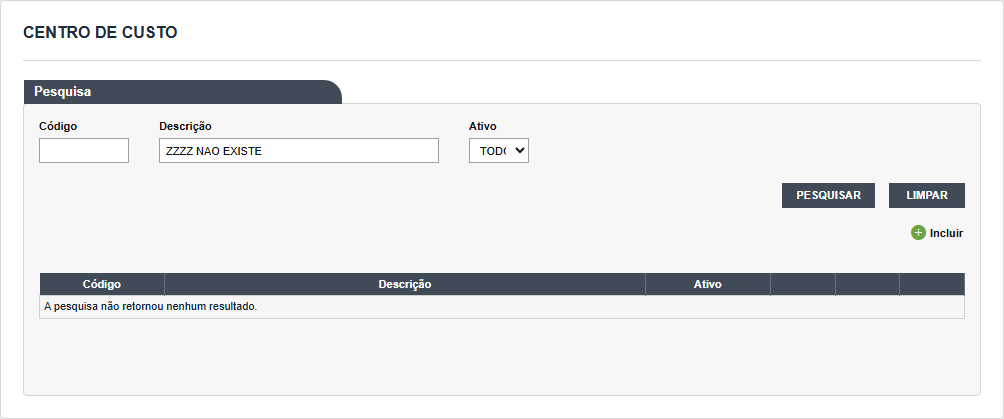 CENTRO DE CUSTO
Pesquisa
Código Descrição Ativo
ZZZZ NAO EXISTE
PESQUISAR LIMPAR
Incluir
Código Descrição Ativo
A pesquisa não retornou nenhum resultado.